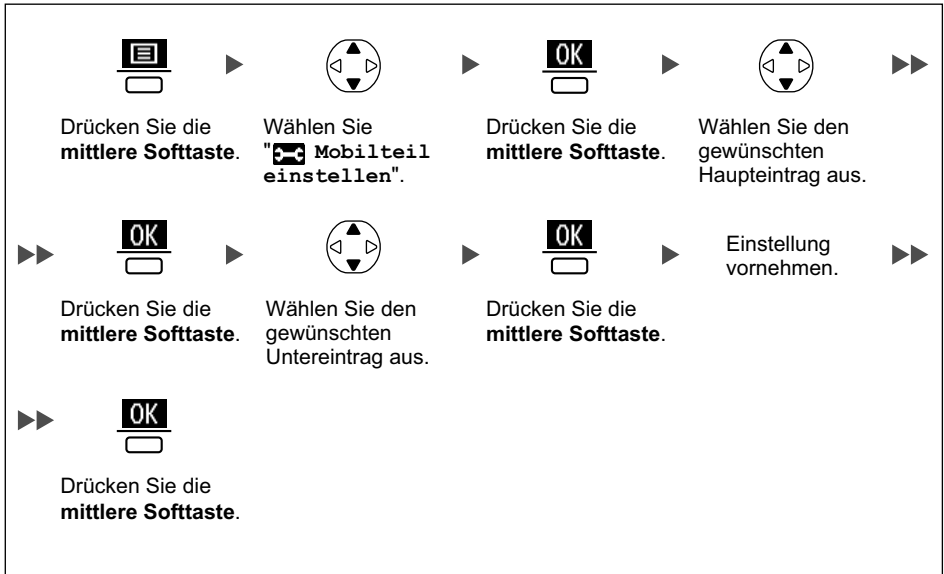 OK
Drücken Sie die
mittlere Softtaste.
Wählen Sie
" Mobilteil
einstellen".
Drücken Sie die
mittlere Softtaste.
Wählen Sie den
gewünschten
Haupteintrag aus.
OK
OK
Drücken Sie die
mittlere Softtaste.
Wählen Sie den
gewünschten
Untereintrag aus.
Drücken Sie die
mittlere Softtaste.
Einstellung
vornehmen.
OK
Drücken Sie die
mittlere Softtaste.